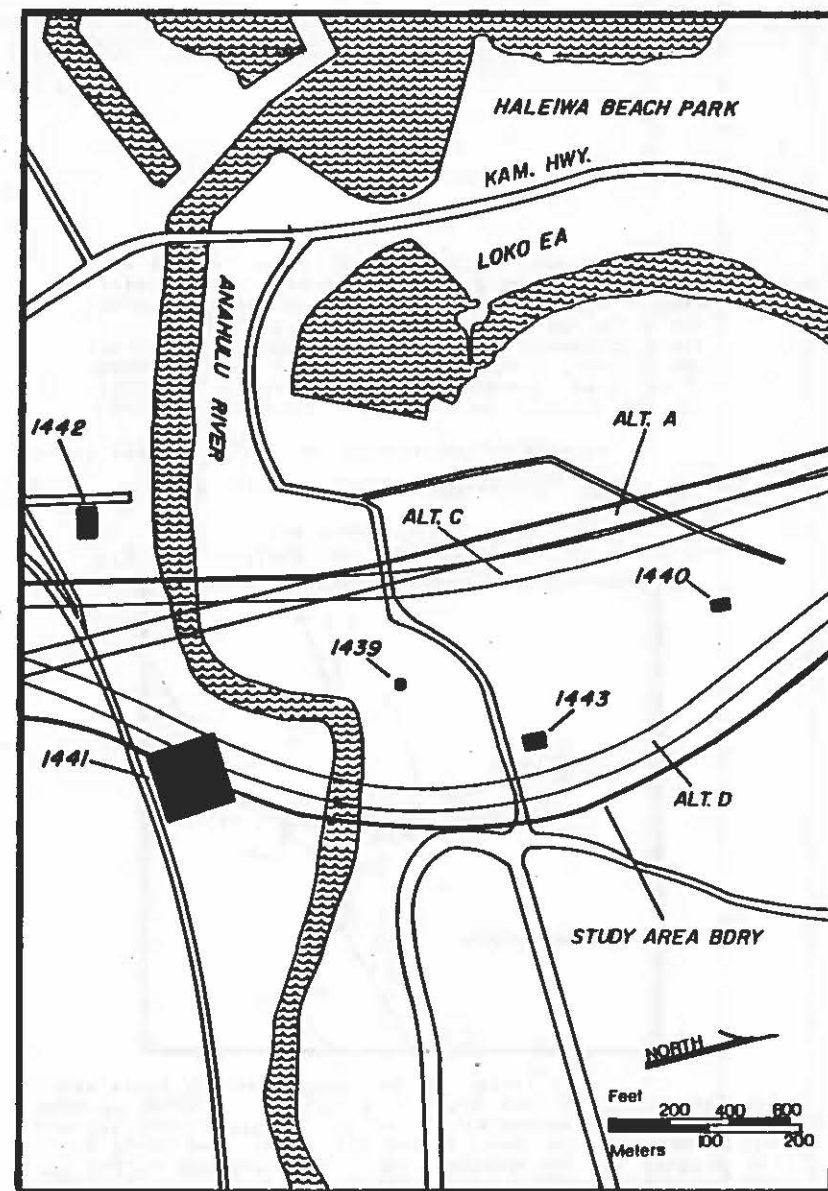 HALEIWA BEACH PARK
KAM. HWY.
LOKO EA
ANAHULU RIVER
1442
ALT. A
ALT. C
1440
1439
1443
1441
ALT. D
STUDY AREA BDRY
NORTH
Feet
200 400 600
100 200
Meters